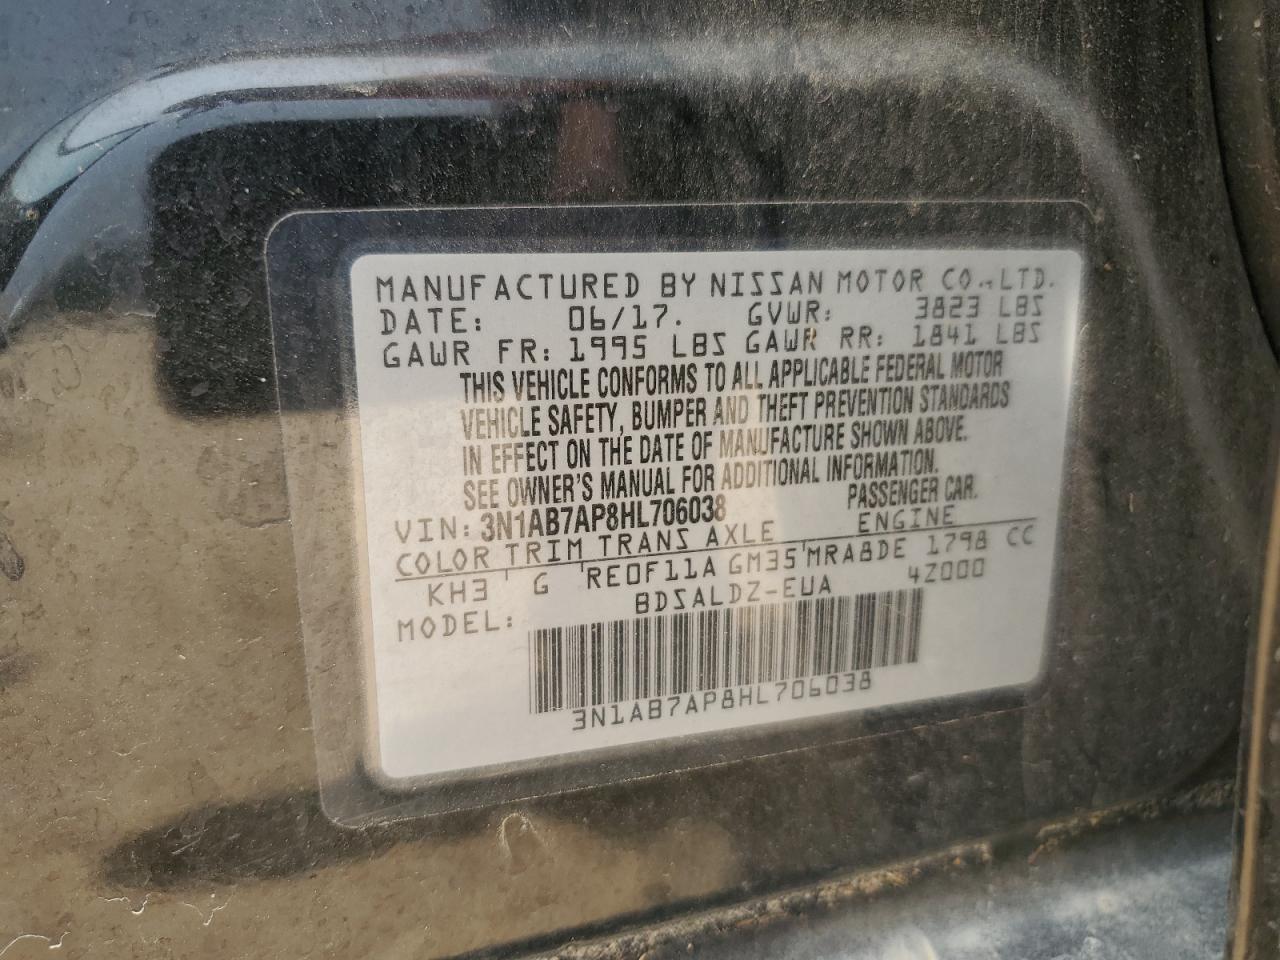 MANUFACTURED BY NISSAN MOTOR CO., LTD.
DATE: 06/17. GVWR: 3823 LBS
GAWR FR: 1995 LBS GAWR RR: 1841 LBS
THIS VEHICLE CONFORMS TO ALL APPLICABLE FEDERAL MOTOR
VEHICLE SAFETY, BUMPER AND THEFT PREVENTION STANDARDS
IN EFFECT ON THE DATE OF MANUFACTURE SHOWN ABOVE.
SEE OWNER'S MANUAL FOR ADDITIONAL INFORMATION.
VIN: 3N1AB7AP8HL706038 PASSENGER CAR.
COLOR TRIM TRANS AXLE ENGINE
KH3 G RE0F11A GM35 MRA8DE 1798 CC
MODEL: BDSALDZ-EUA 4Z000
3N1AB7AP8HL706038